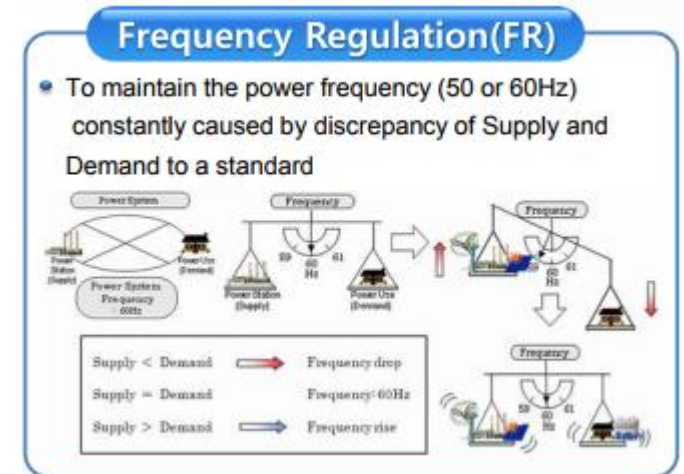 Frequency Regulation(FR)
To maintain the power frequency (50 or 60Hz)
constantly caused by discrepancy of Supply and
Demand to a standard
Power System
Power
Station
(Supply)
Power Use
(Demand)
Power System
Frequency
= 60Hz
Frequency
59
60
61
Hz
Power Station
(Supply)
Power Use
(Demand)
Frequency
59
60
61
Hz
Supply < Demand
Frequency drop
Supply = Demand
Frequency:60Hz
Supply > Demand
Frequency rise
Frequency
59
60
61
Hz